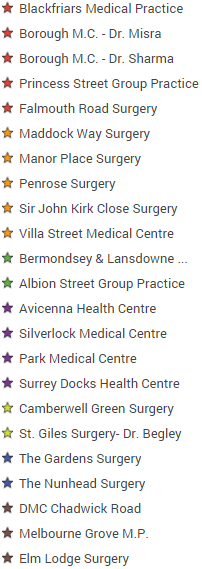 Blackfriars Medical Practice
Borough M.C. - Dr. Misra
Borough M.C. - Dr. Sharma
Princess Street Group Practice
Falmouth Road Surgery
Maddock Way Surgery
Manor Place Surgery
Penrose Surgery
Sir John Kirk Close Surgery
Villa Street Medical Centre
Bermondsey & Lansdowne ...
Albion Street Group Practice
Avicenna Health Centre
Silverlock Medical Centre
Park Medical Centre
Surrey Docks Health Centre
Camberwell Green Surgery
St. Giles Surgery- Dr. Begley
The Gardens Surgery
The Nunhead Surgery
DMC Chadwick Road
Melbourne Grove M.P.
Elm Lodge Surgery